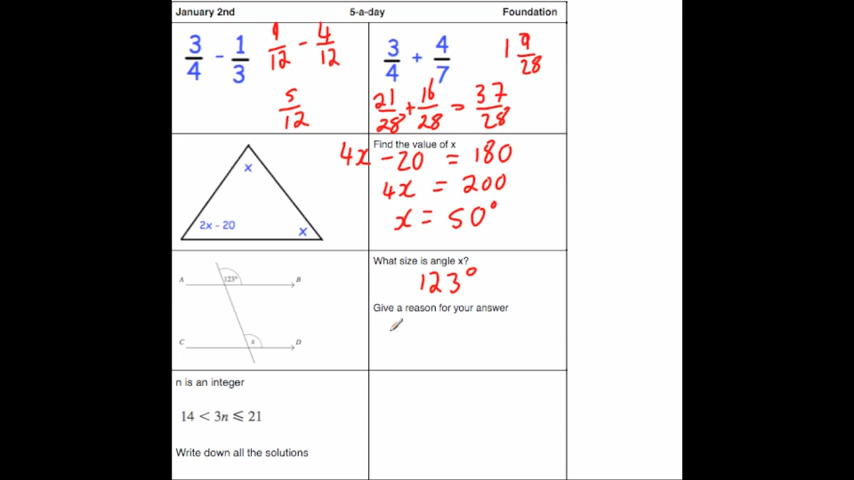 January 2nd 5-a-day Foundation
3/4 - 1/3 9/12 - 4/12
5/12
3/4 + 4/7 1 9/28
21/28 + 16/28 = 37/28
x
2x - 20 x
Find the value of x
4x - 20 = 180
4x = 200
x = 50°
A 123° B
C x D
What size is angle x?
123°
Give a reason for your answer
n is an integer
14 < 3n ≤ 21
Write down all the solutions